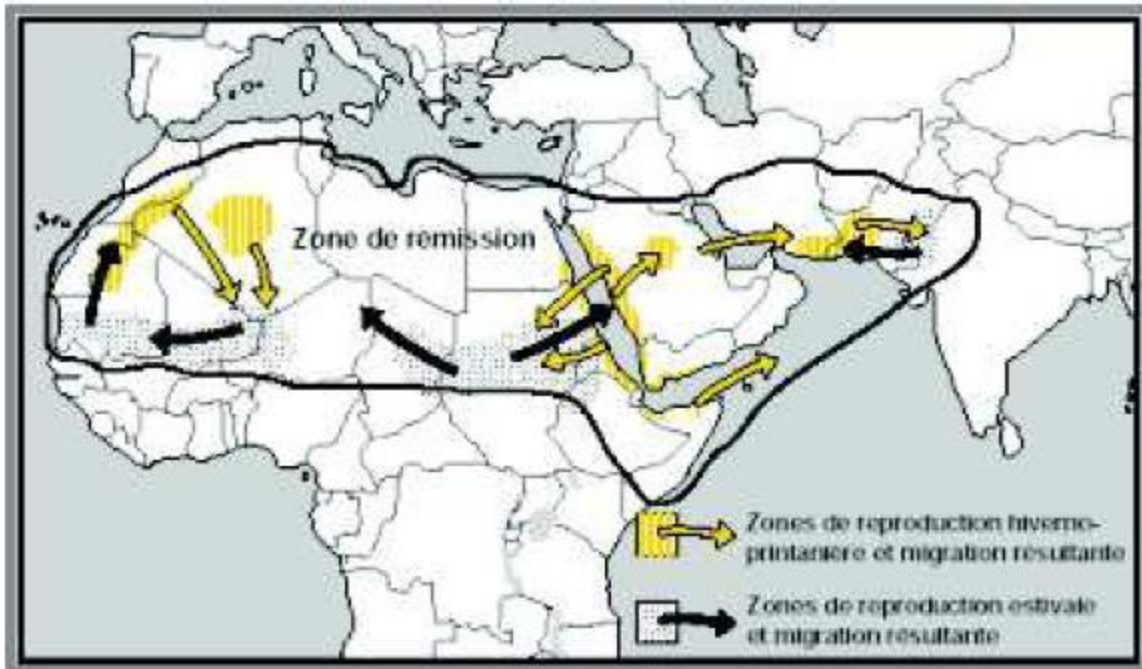 Zone de rémission
Zones de reproduction hiverno-
printanière et migration résultante
Zones de reproduction estivale
et migration résultante